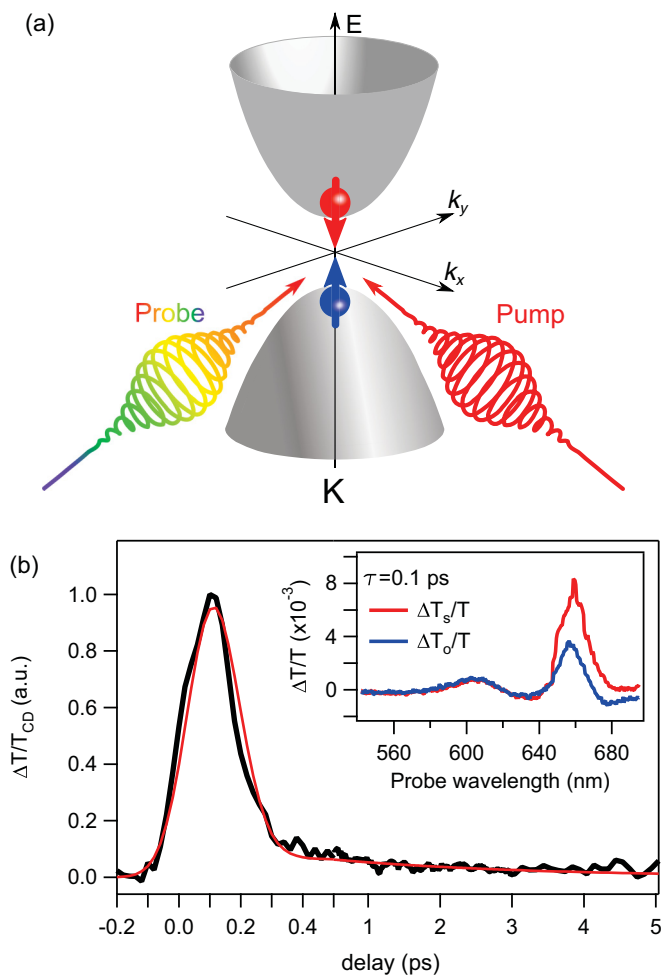 (a)
E
k_y
k_x
Probe
Pump
K
(b)
τ=0.1 ps
ΔT_s/T
ΔT_o/T
ΔT/T (x10^-3)
8
4
0
560
600
640
680
Probe wavelength (nm)
ΔT/T_CD (a.u.)
1.0
0.8
0.6
0.4
0.2
0.0
-0.2
0.0
0.2
0.4
1
2
3
4
5
delay (ps)